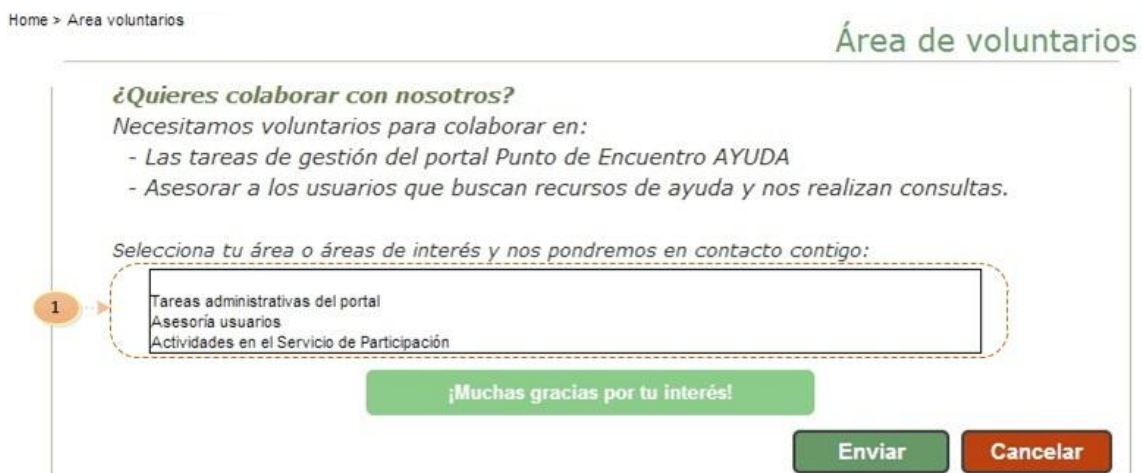 Home > Area voluntarios
Área de voluntarios
¿Quieres colaborar con nosotros?
Necesitamos voluntarios para colaborar en:
- Las tareas de gestión del portal Punto de Encuentro AYUDA
- Asesorar a los usuarios que buscan recursos de ayuda y nos realizan consultas.
Selecciona tu área o áreas de interés y nos pondremos en contacto contigo:
1
Tareas administrativas del portal
Asesoría usuarios
Actividades en el Servicio de Participación
¡Muchas gracias por tu interés!
Enviar Cancelar